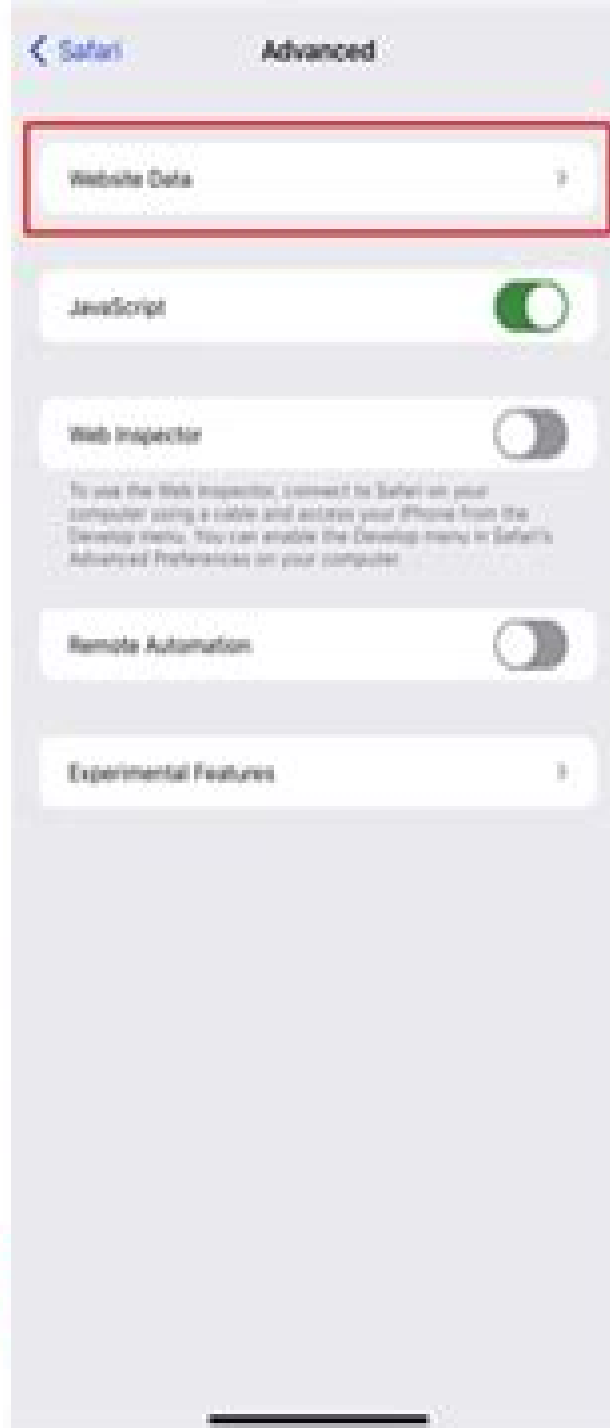 Safari
Advanced
Website Data
JavaScript
Web Inspector
To use the Web Inspector, connect to Safari on your
computer using a cable and access your iPhone from the
Develop menu. You can enable the Develop menu in Safari's
Advanced Preferences on your computer.
Remote Automation
Experimental Features